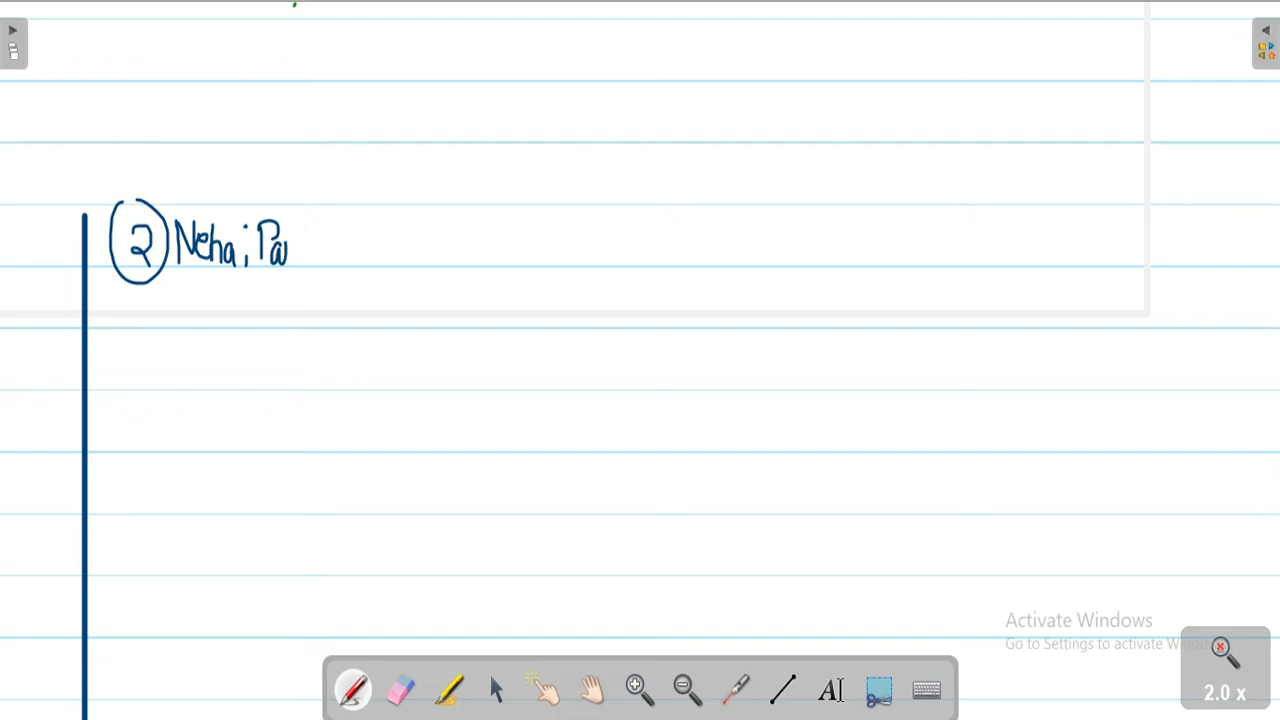 ② Neha; Pa
Activate Windows
Go to Settings to activate Windows
2.0 x